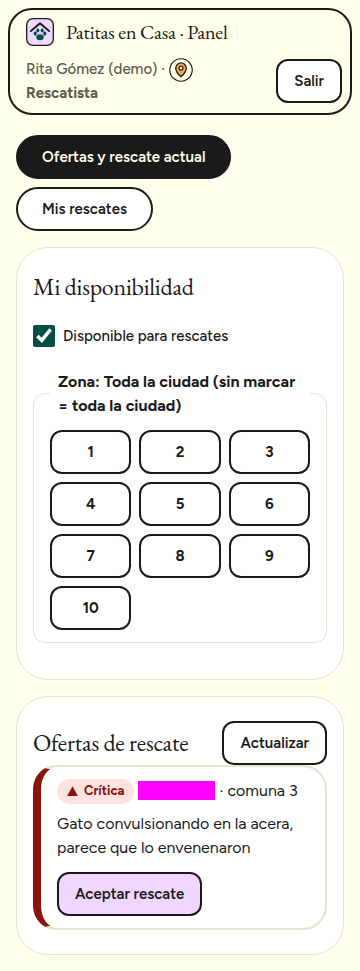 Patitas en Casa · Panel
Rita Gómez (demo) ·
Rescatista
Salir
Ofertas y rescate actual
Mis rescates
Mi disponibilidad
Disponible para rescates
Zona: Toda la ciudad (sin marcar
= toda la ciudad)
1 2 3
4 5 6
7 8 9
10
Ofertas de rescate
Actualizar
Crítica · comuna 3
Gato convulsionando en la acera,
parece que lo envenenaron
Aceptar rescate